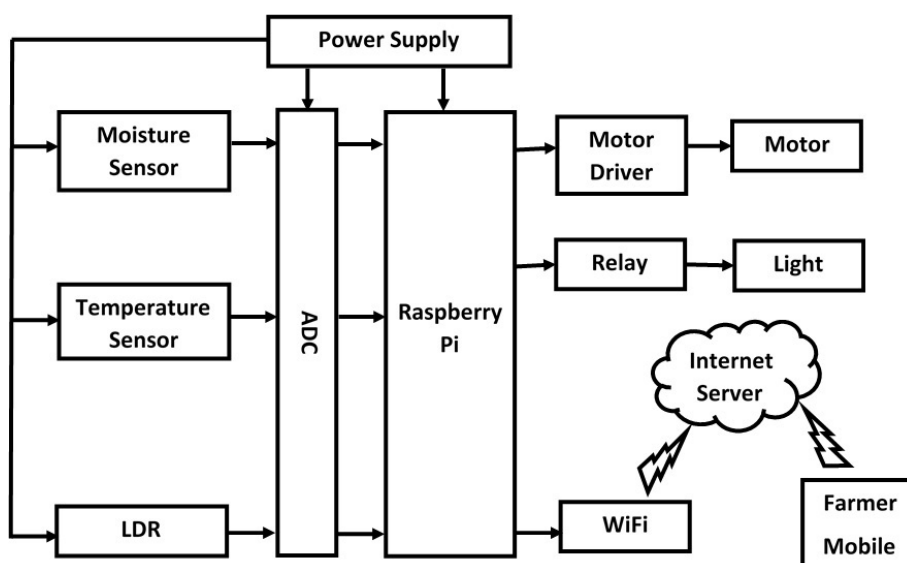 Power Supply
Moisture
Sensor
Temperature
Sensor
LDR
ADC
Raspberry
Pi
Motor
Driver
Motor
Relay
Light
Internet
Server
WiFi
Farmer
Mobile